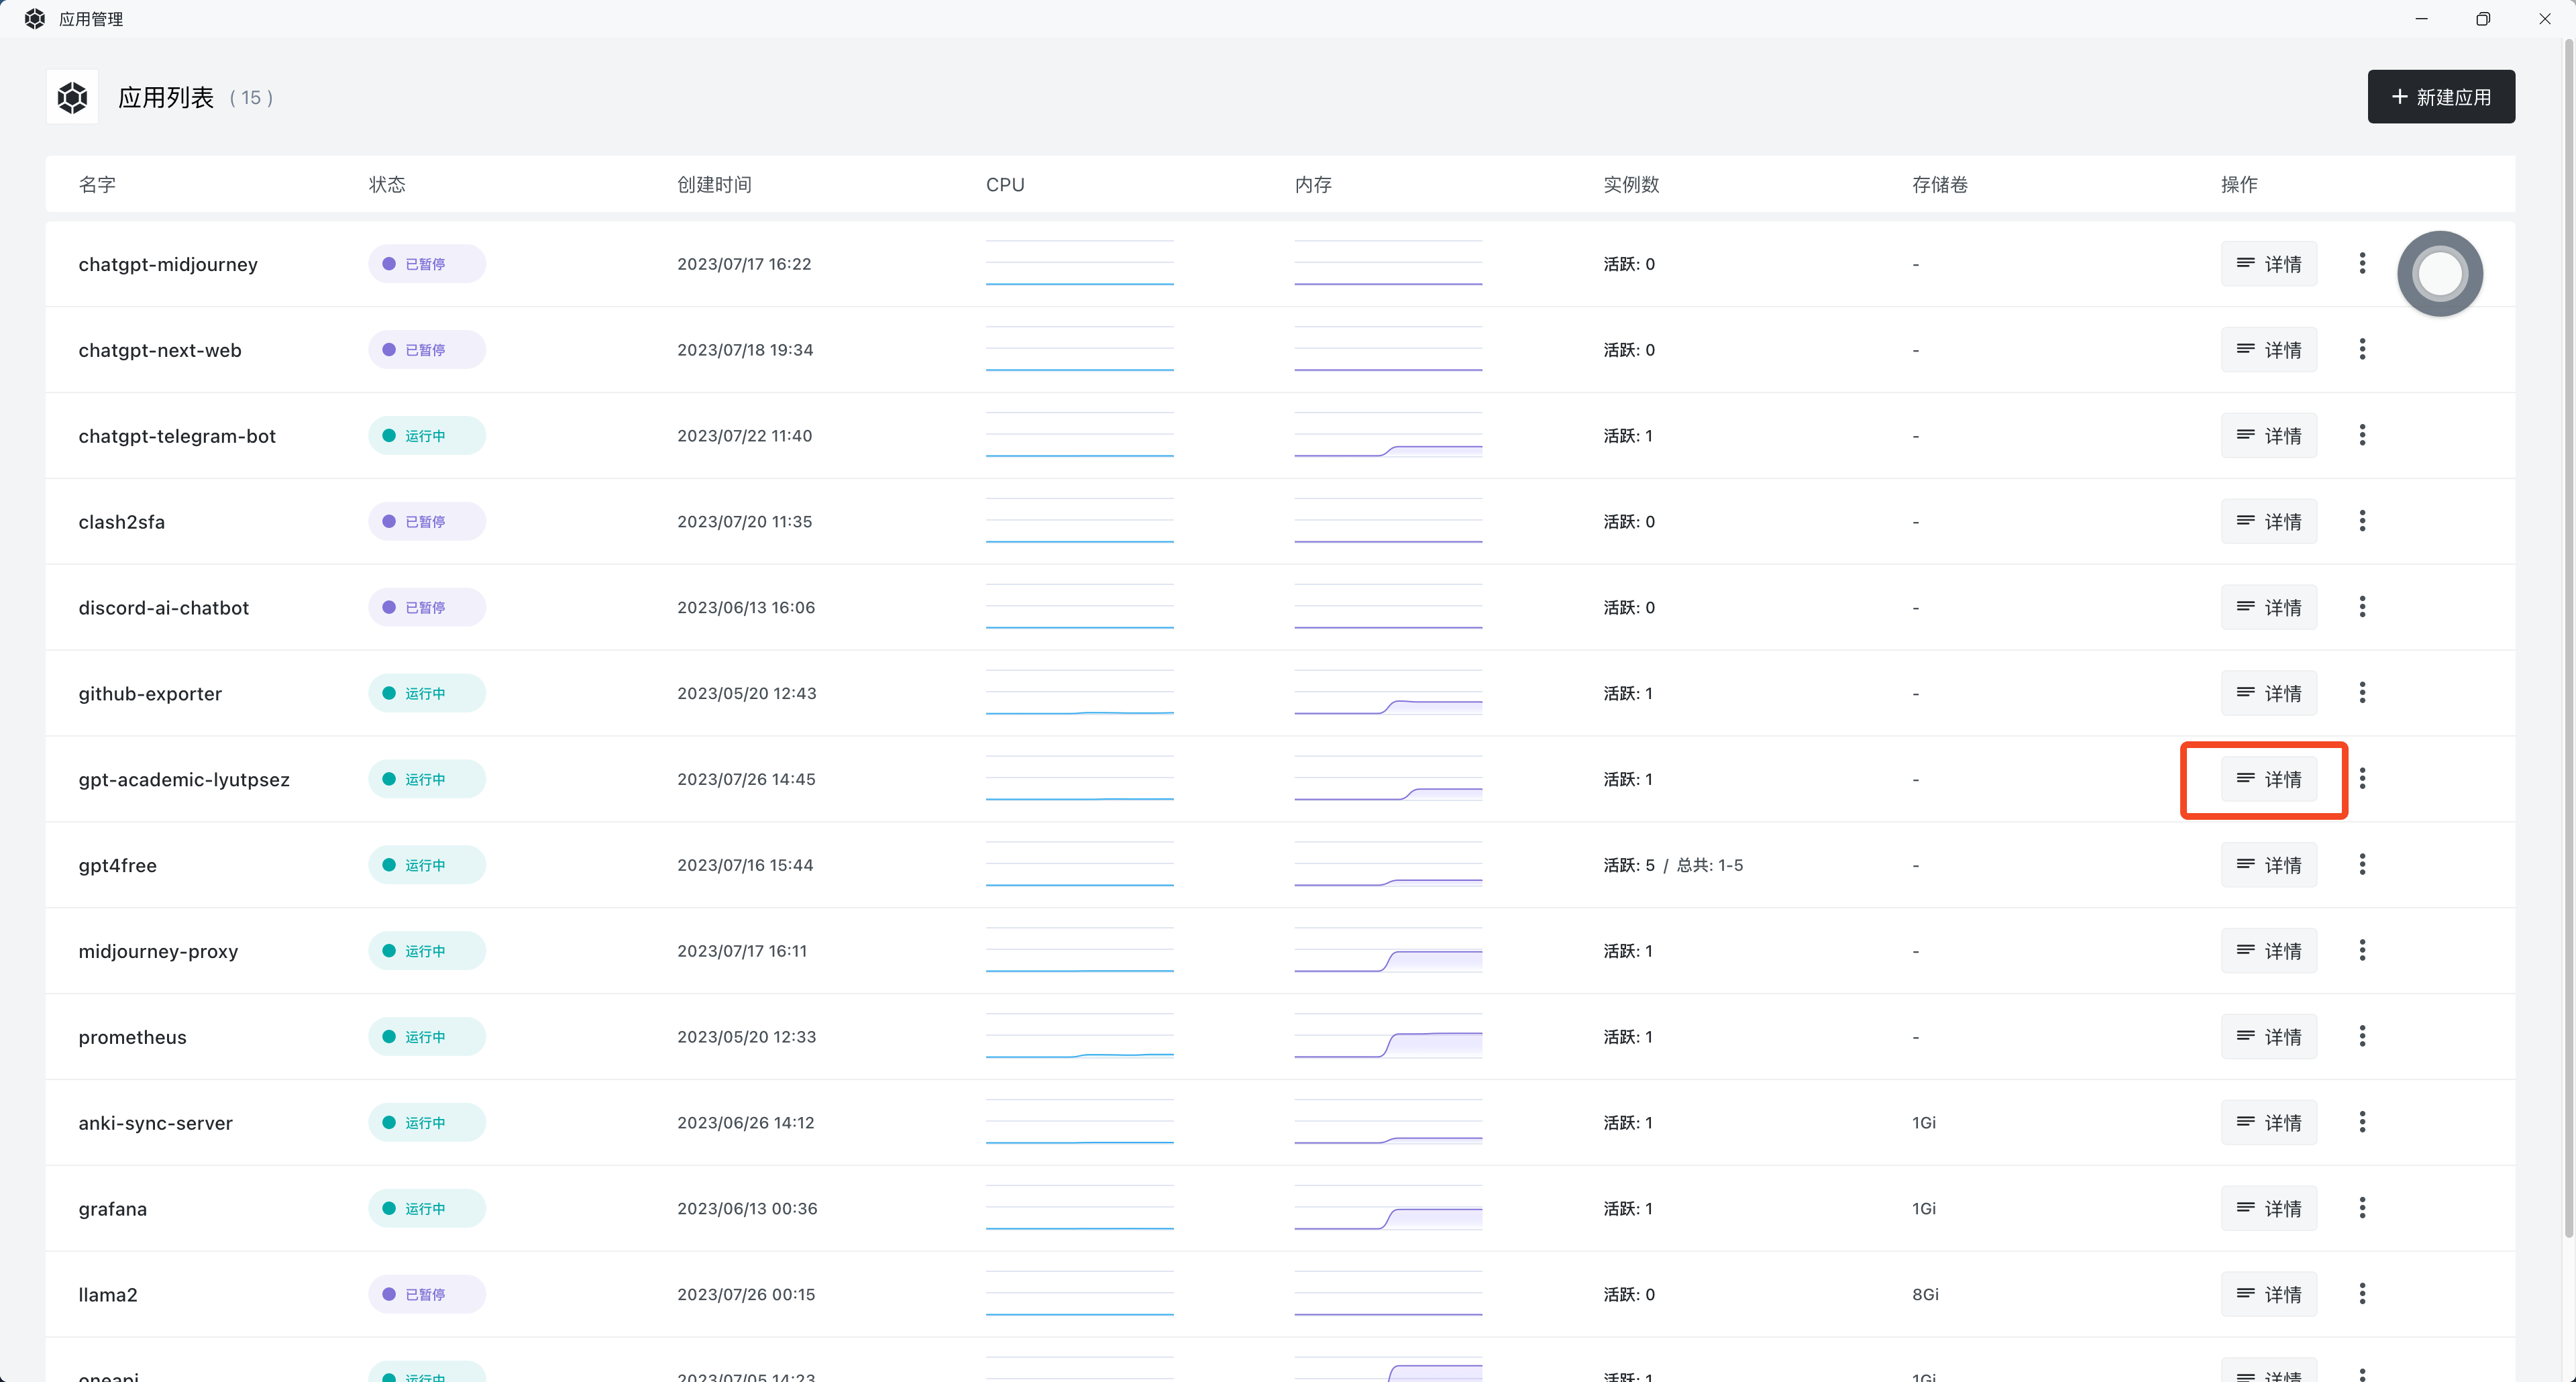 应用管理
应用列表 ( 15 )
+ 新建应用
名字 状态 创建时间 CPU 内存 实例数 存储卷 操作
chatgpt-midjourney 已暂停 2023/07/17 16:22 活跃: 0 - 详情
chatgpt-next-web 已暂停 2023/07/18 19:34 活跃: 0 - 详情
chatgpt-telegram-bot 运行中 2023/07/22 11:40 活跃: 1 - 详情
clash2sfa 已暂停 2023/07/20 11:35 活跃: 0 - 详情
discord-ai-chatbot 已暂停 2023/06/13 16:06 活跃: 0 - 详情
github-exporter 运行中 2023/05/20 12:43 活跃: 1 - 详情
gpt-academic-lyutpsez 运行中 2023/07/26 14:45 活跃: 1 - 详情
gpt4free 运行中 2023/07/16 15:44 活跃: 5 / 总共: 1-5 - 详情
midjourney-proxy 运行中 2023/07/17 16:11 活跃: 1 - 详情
prometheus 运行中 2023/05/20 12:33 活跃: 1 - 详情
anki-sync-server 运行中 2023/06/26 14:12 活跃: 1 1Gi 详情
grafana 运行中 2023/06/13 00:36 活跃: 1 1Gi 详情
llama2 已暂停 2023/07/26 00:15 活跃: 0 8Gi 详情
oneapi 运行中 2023/07/05 14:23 活跃: 1 1Gi 详情